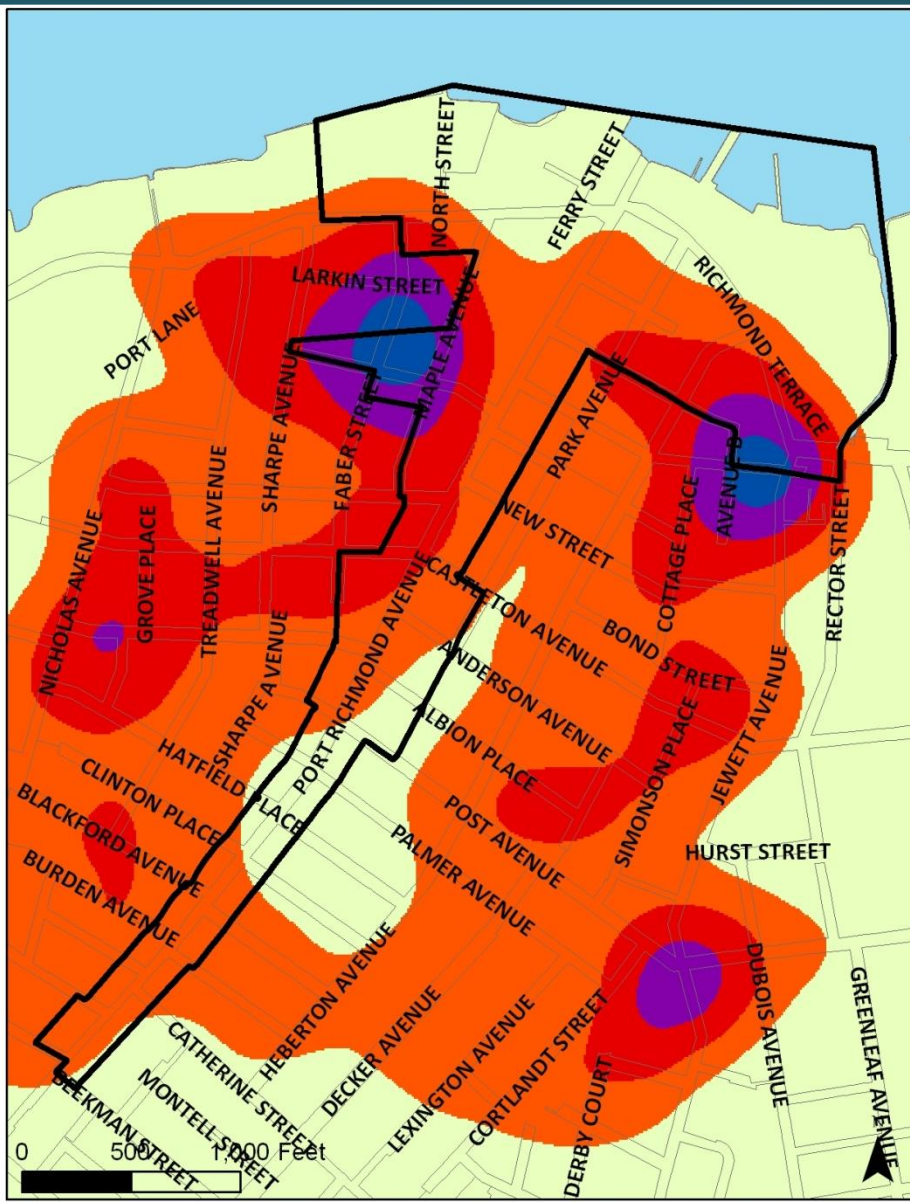 NORTH STREET
FERRY STREET
LARKIN STREET
RICHMOND TERRACE
PORT LANE
MAPLE AVENUE
SHARPE AVENUE
FABER STREET
PARK AVENUE
AVENUE B
COTTAGE PLACE
NEW STREET
RECTOR STREET
NICHOLAS AVENUE
GROVE PLACE
TREADWELL AVENUE
CASTLETON AVENUE
BOND STREET
SHARPE AVENUE
PORT RICHMOND AVENUE
ANDERSON AVENUE
ALBION PLACE
SIMONSON PLACE
JEWETT AVENUE
HATFIELD PLACE
CLINTON PLACE
BLACKFORD AVENUE
BURDEN AVENUE
POST AVENUE
PALMER AVENUE
HURST STREET
HEBERTON AVENUE
DECKER AVENUE
LEXINGTON AVENUE
CORTLANDT STREET
DUBOIS AVENUE
GREENLEAF AVENUE
CATHERINE STREET
MONTELL STREET
BEEKMAN STREET
DERBY COURT
0 500 1,000 Feet